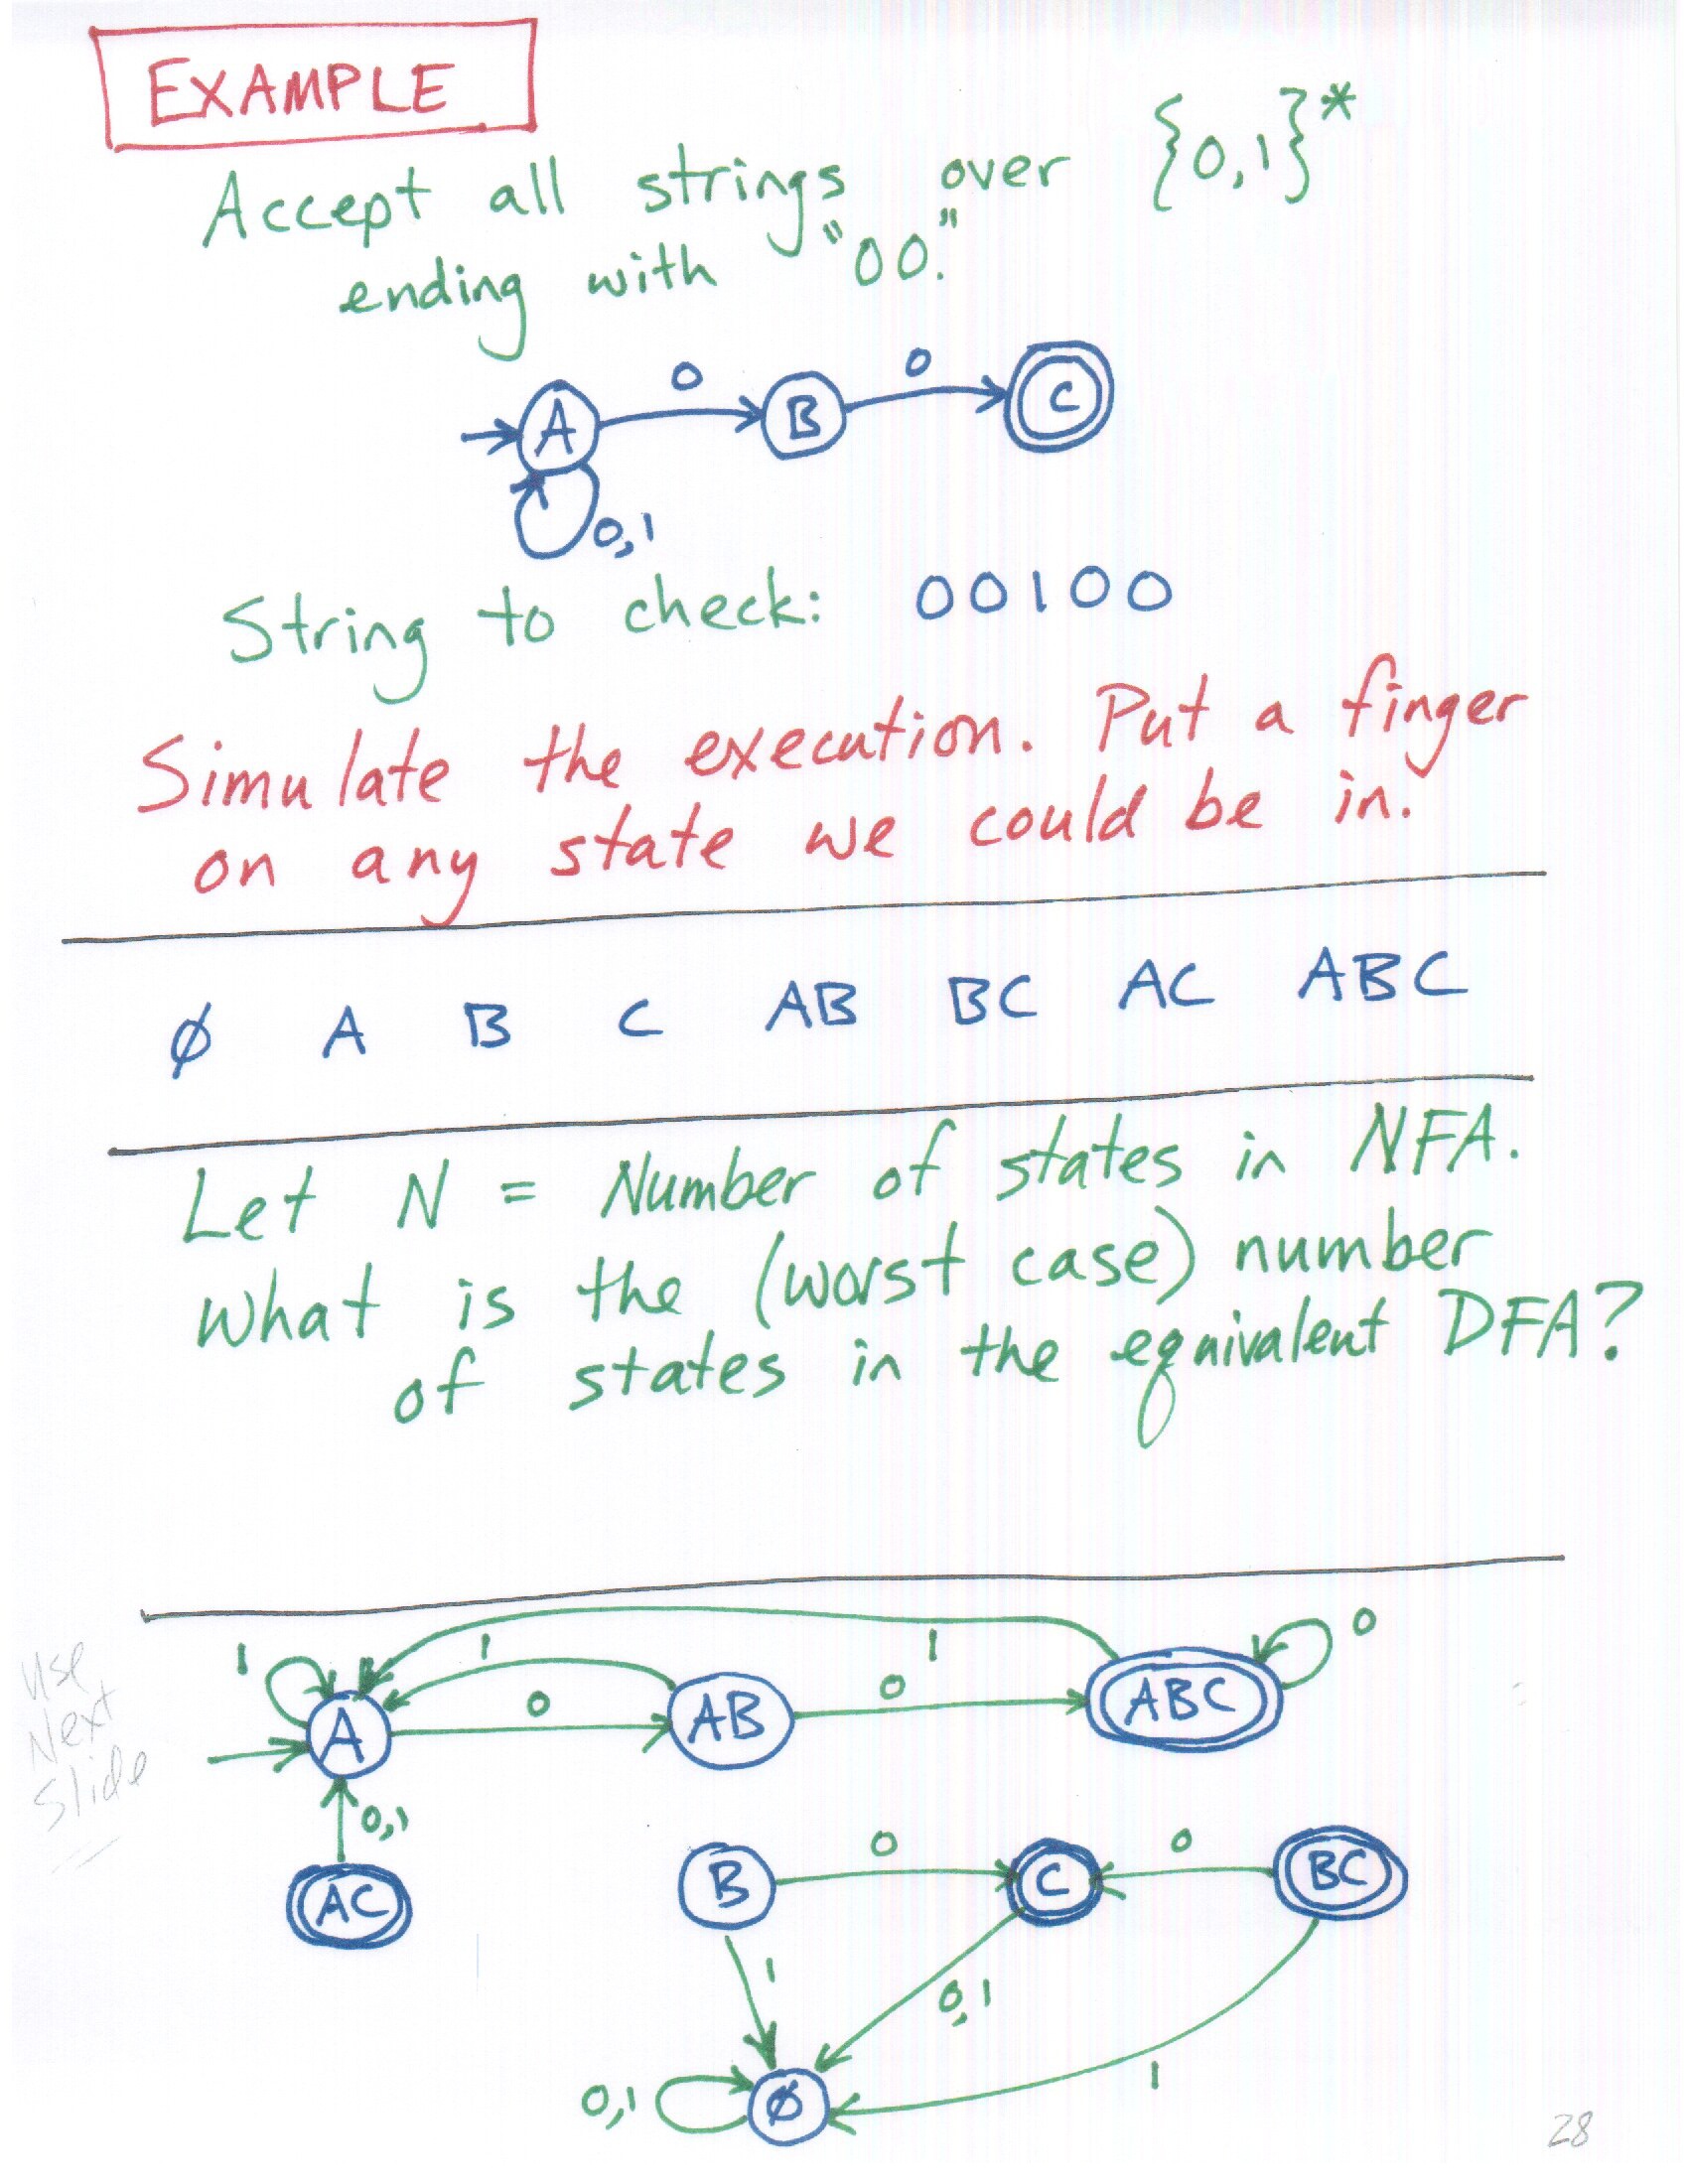 EXAMPLE
Accept all strings over {0,1}*
ending with "00."
0 0
A B C
0,1
String to check: 00100
Simulate the execution. Put a finger
on any state we could be in.
∅ A B C AB BC AC ABC
Let N = Number of states in NFA.
What is the (worst case) number
of states in the equivalent DFA?
Use
Next
Slide
1 1 1 0
0 0
A AB ABC
0,1
0 0
AC B C BC
1 0,1
1
0,1 ∅
28